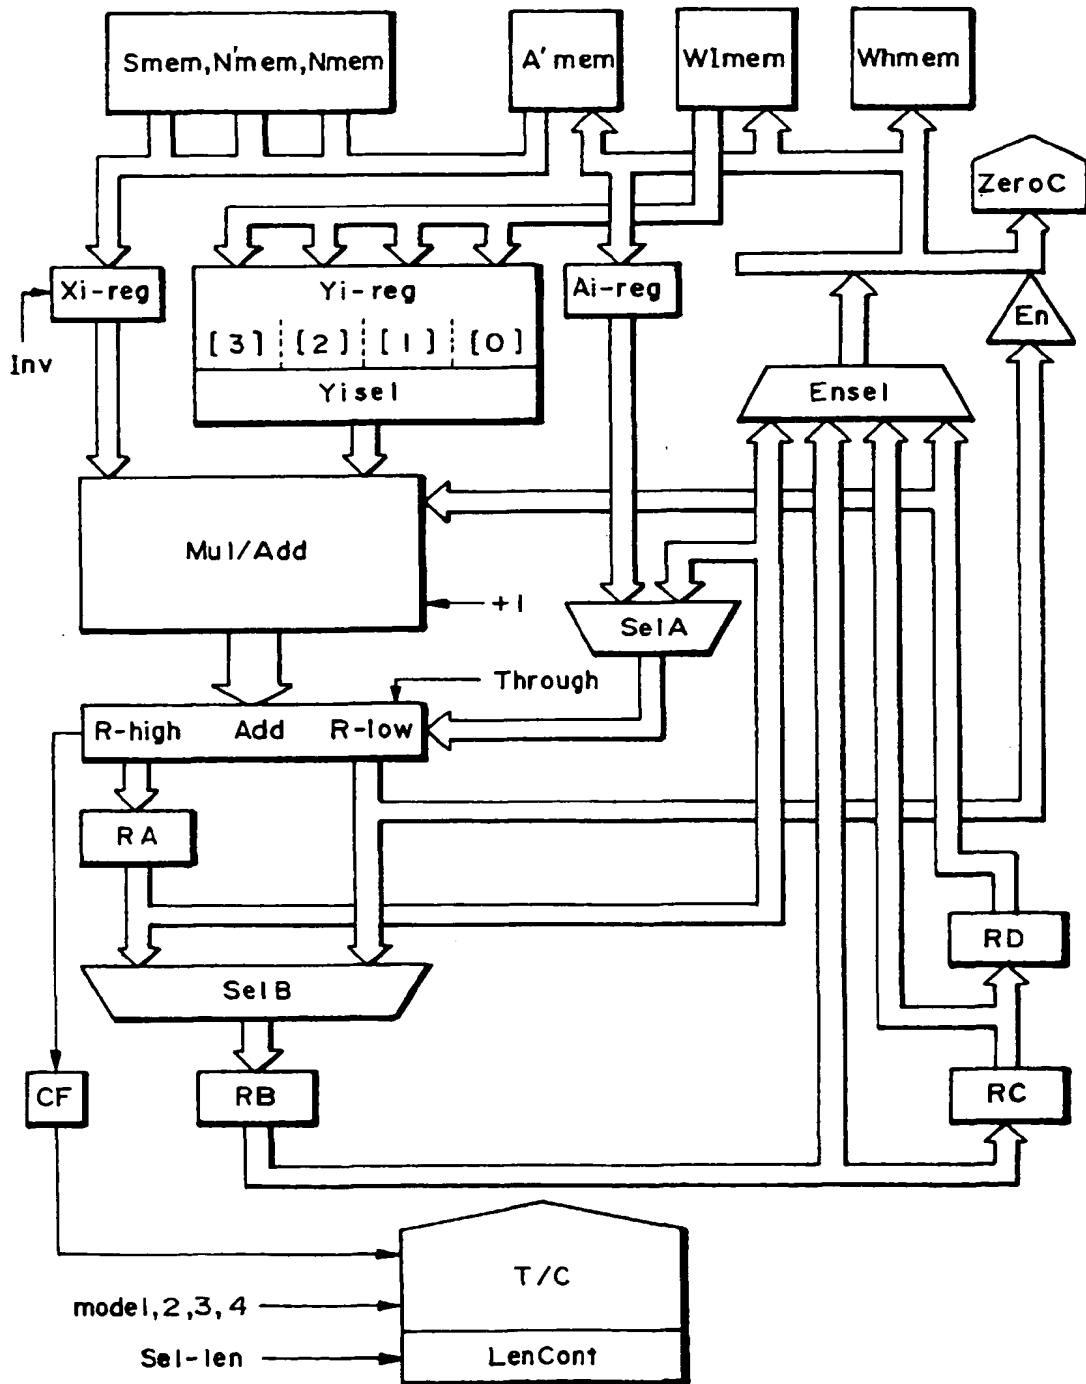 Smem,N'mem,Nmem
A'mem
Wlmem
Whmem
ZeroC
Xi-reg
Yi-reg
Ai-reg
En
[3] [2] [1] [0]
Inv
Yisel
Ensel
Mul/Add
+1
SelA
Through
R-high Add R-low
RA
RD
SelB
CF
RB
RC
T/C
mode1,2,3,4
Sel-len
LenCont